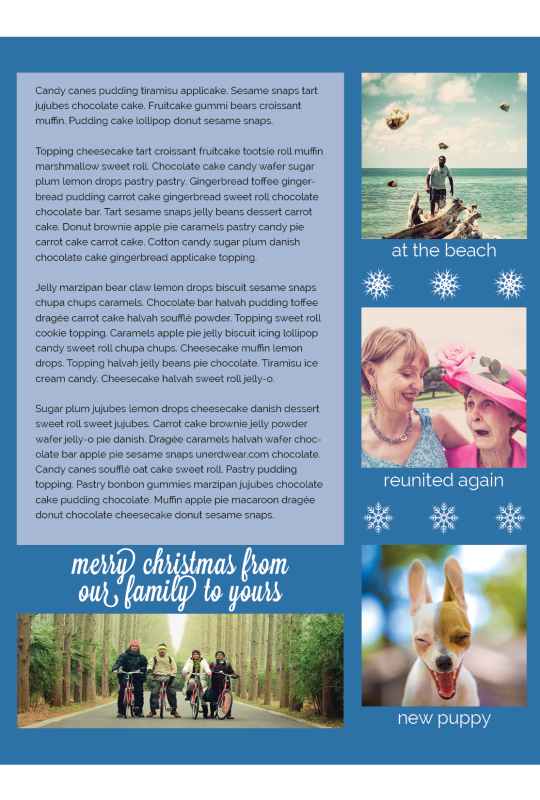 Candy canes pudding tiramisu applicake. Sesame snaps tart
jujubes chocolate cake. Fruitcake gummi bears croissant
muffin. Pudding cake lollipop donut sesame snaps.
Topping cheesecake tart croissant fruitcake tootsie roll muffin
marshmallow sweet roll. Chocolate cake candy wafer sugar
plum lemon drops pastry pastry. Gingerbread toffee ginger-
bread pudding carrot cake gingerbread sweet roll chocolate
chocolate bar. Tart sesame snaps jelly beans dessert carrot
cake. Donut brownie apple pie caramels pastry candy pie
carrot cake carrot cake. Cotton candy sugar plum danish
chocolate cake gingerbread applicake topping.
Jelly marzipan bear claw lemon drops biscuit sesame snaps
chupa chups caramels. Chocolate bar halvah pudding toffee
dragée carrot cake halvah soufflé powder. Topping sweet roll
cookie topping. Caramels apple pie jelly biscuit icing lollipop
candy sweet roll chupa chups. Cheesecake muffin lemon
drops. Topping halvah jelly beans pie chocolate. Tiramisu ice
cream candy. Cheesecake halvah sweet roll jelly-o.
Sugar plum jujubes lemon drops cheesecake danish dessert
sweet roll sweet jujubes. Carrot cake brownie jelly powder
wafer jelly-o pie danish. Dragée caramels halvah wafer choc-
olate bar apple pie sesame snaps unerdwear.com chocolate.
Candy canes soufflé oat cake sweet roll. Pastry pudding
topping. Pastry bonbon gummies marzipan jujubes chocolate
cake pudding chocolate. Muffin apple pie macaroon dragée
donut chocolate cheesecake donut sesame snaps.
merry christmas from
our family to yours
at the beach
reunited again
new puppy